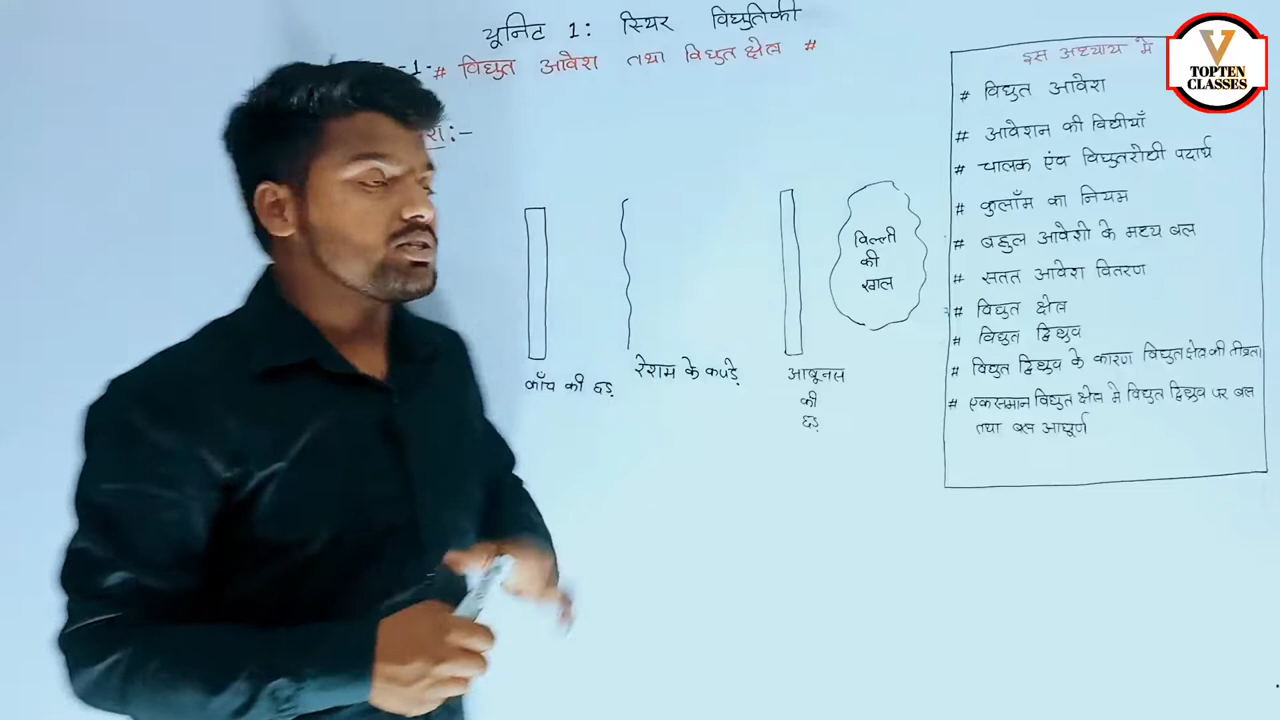 यूनिट 1: स्थिर विद्युतिकी
-1- # विद्युत आवेश तथा विद्युत क्षेत्र #
:-
काँच की छड़
रेशम के कपड़े
आबूनस
की
छड़
बिल्ली
की
खाल
इस अध्याय मे
# विद्युत आवेश
# आवेशन की विधीयाँ
# चालक एंव विद्युतरोधी पदार्थ
# कुलाँम का नियम
# बहुल आवेशो के मध्य बल
# सतत आवेश वितरण
# विद्युत क्षेत्र
# विद्युत द्विध्रुव
# विद्युत द्विध्रुव के कारण विद्युत क्षेत्र की तीव्रता
# एकसमान विद्युत क्षेत्र मे विद्युत द्विध्रुव पर बल
तथा बल आघूर्ण
V
TOPTEN
CLASSES